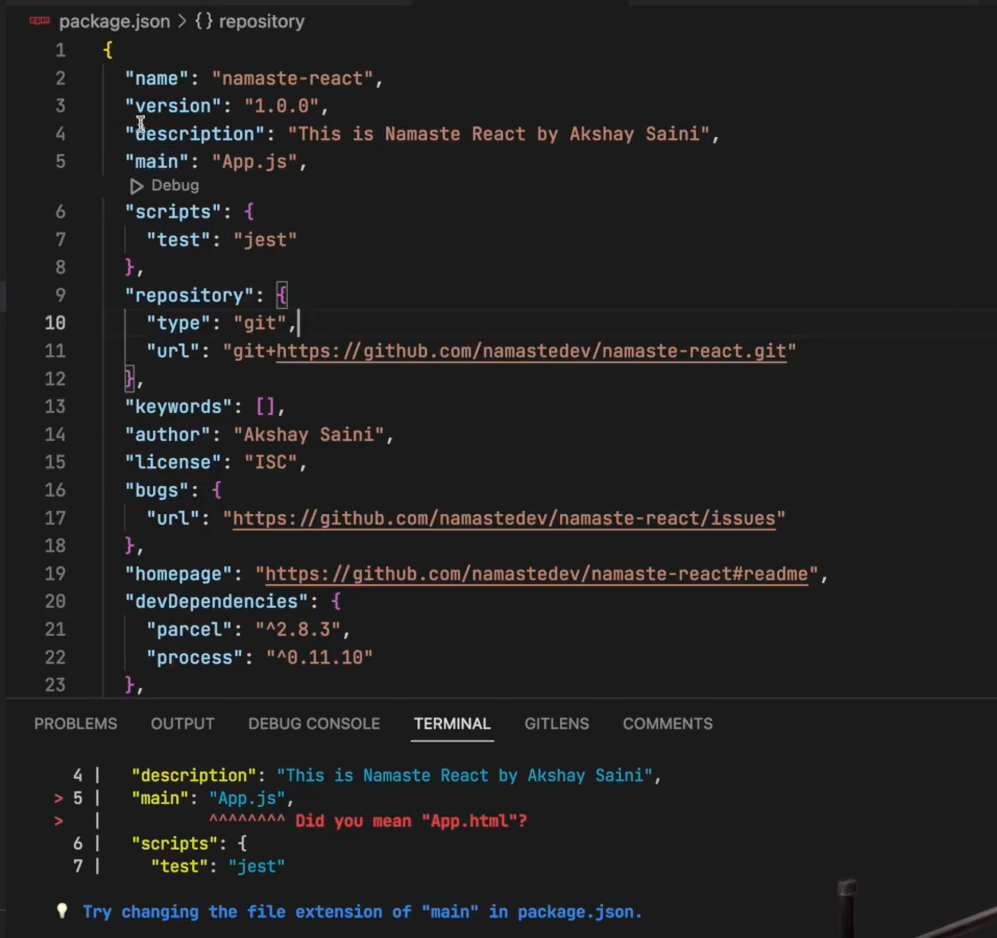 package.json > {} repository
1 {
2 "name": "namaste-react",
3 "version": "1.0.0",
4 "description": "This is Namaste React by Akshay Saini",
5 "main": "App.js",
Debug
6 "scripts": {
7 "test": "jest"
8 },
9 "repository": {
10 "type": "git",
11 "url": "git+https://github.com/namastedev/namaste-react.git"
12 },
13 "keywords": [],
14 "author": "Akshay Saini",
15 "license": "ISC",
16 "bugs": {
17 "url": "https://github.com/namastedev/namaste-react/issues"
18 },
19 "homepage": "https://github.com/namastedev/namaste-react#readme",
20 "devDependencies": {
21 "parcel": "^2.8.3",
22 "process": "^0.11.10"
23 },
PROBLEMS OUTPUT DEBUG CONSOLE TERMINAL GITLENS COMMENTS
4 | "description": "This is Namaste React by Akshay Saini",
> 5 | "main": "App.js",
> | ^^^^^^^^ Did you mean "App.html"?
6 | "scripts": {
7 | "test": "jest"
💡 Try changing the file extension of "main" in package.json.